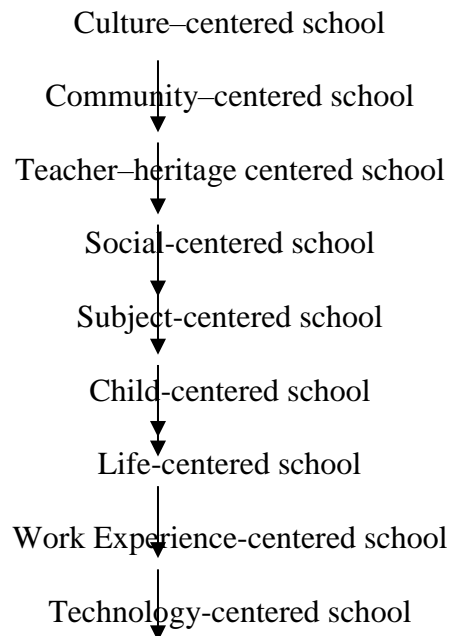 Culture–centered school
Community–centered school
Teacher–heritage centered school
Social-centered school
Subject-centered school
Child-centered school
Life-centered school
Work Experience-centered school
Technology-centered school